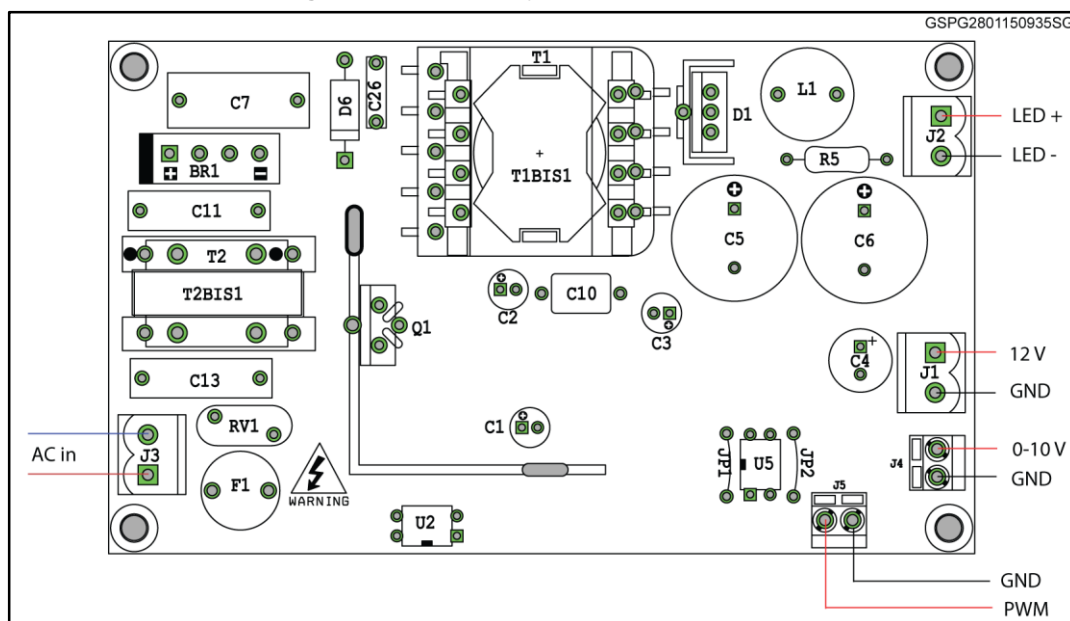 GSPG2801150935SG
T1
C7
D6
C26
D1
L1
J2
LED +
LED -
BR1
R5
T1BIS1
C11
C5
C6
T2
T2BIS1
C2
C10
C3
Q1
C4
J1
12 V
GND
C13
RV1
C1
J3
AC in
F1
WARNING
JP1
U5
JP2
J4
0-10 V
GND
J5
U2
GND
PWM